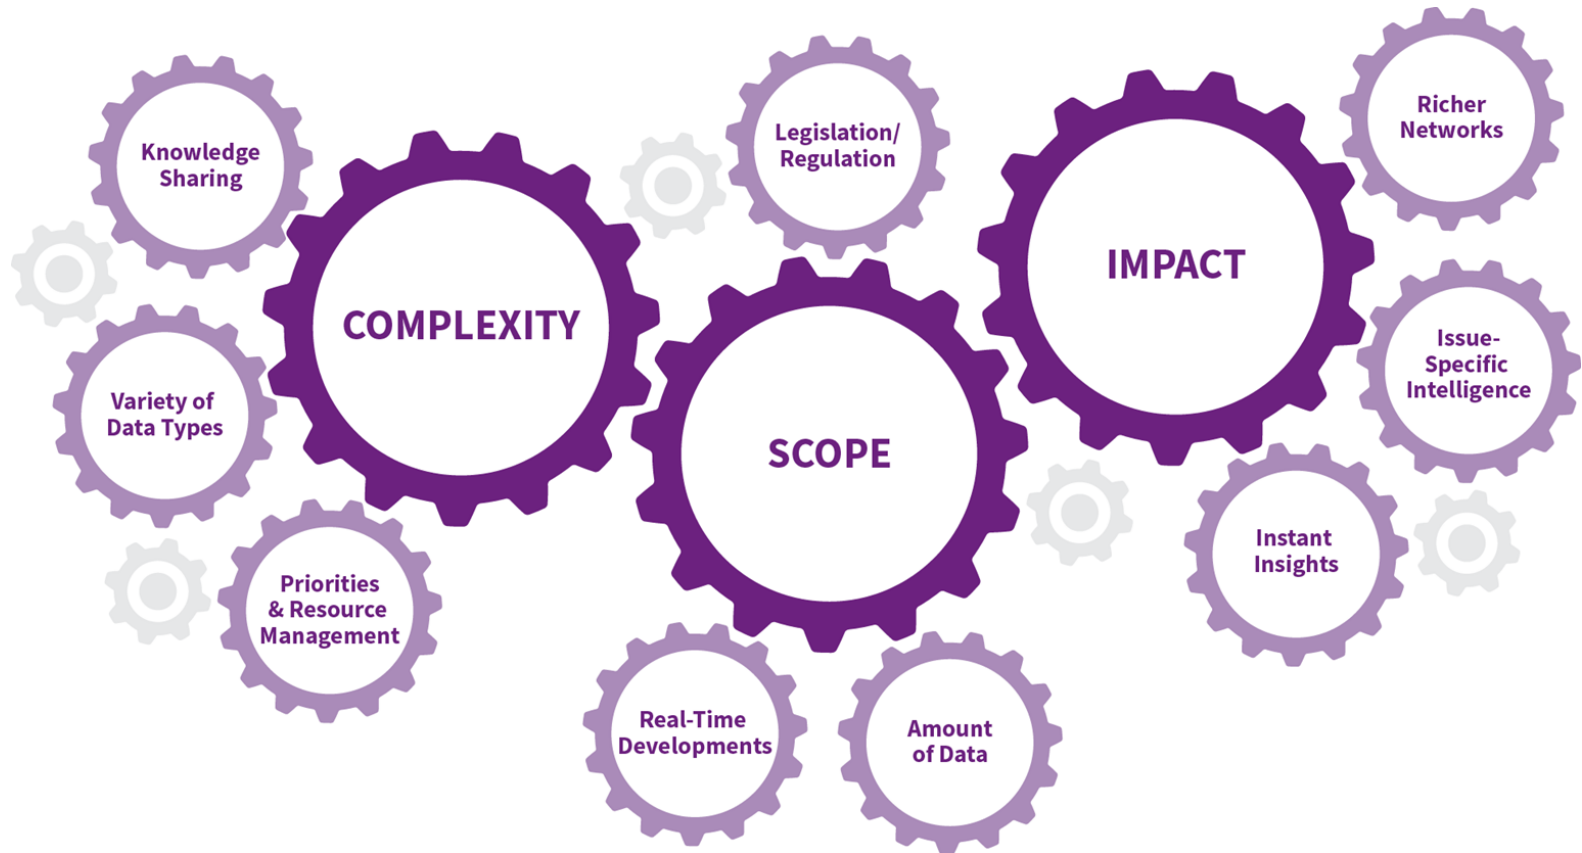 Knowledge
Sharing
Variety of
Data Types
Priorities
& Resource
Management
COMPLEXITY
Legislation/
Regulation
SCOPE
Real-Time
Developments
Amount
of Data
IMPACT
Richer
Networks
Issue-
Specific
Intelligence
Instant
Insights